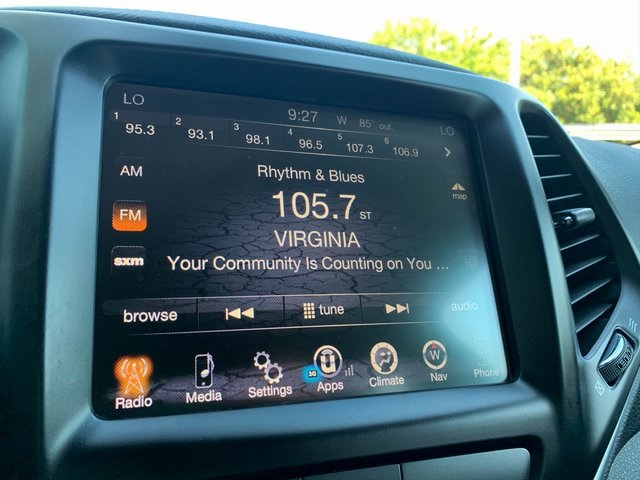 LO 9:27 W 85° out LO
1 95.3 2 93.1 3 98.1 4 96.5 5 107.3 6 106.9
AM
Rhythm & Blues
map
FM
105.7 ST
VIRGINIA
sxm
Your Community Is Counting on You ...
browse tune audio
3G
W
Radio Media Settings Apps Climate Nav Phone